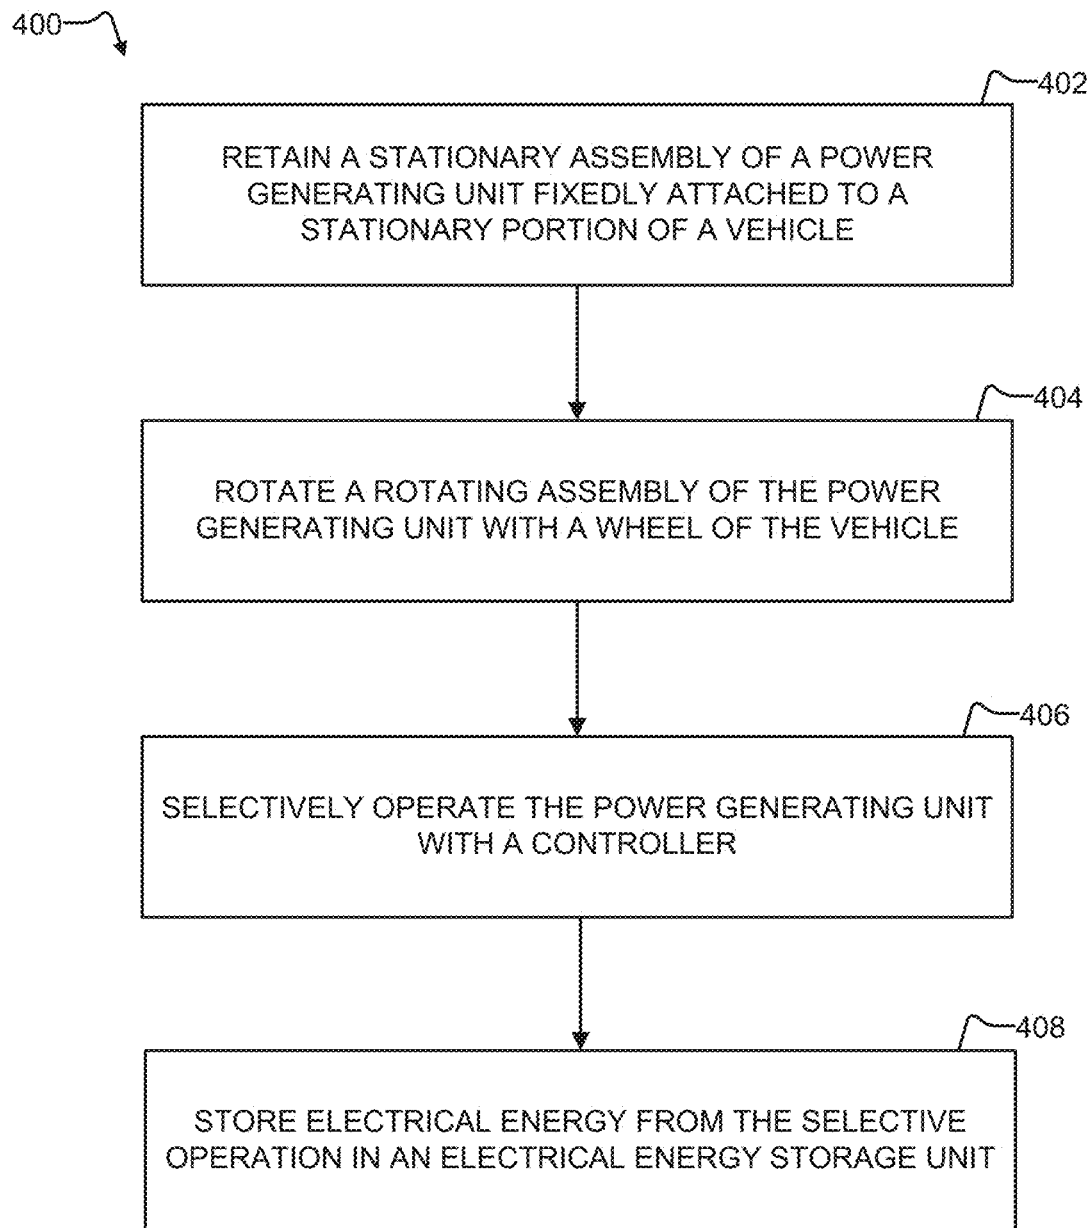 400
402
RETAIN A STATIONARY ASSEMBLY OF A POWER
GENERATING UNIT FIXEDLY ATTACHED TO A
STATIONARY PORTION OF A VEHICLE
404
ROTATE A ROTATING ASSEMBLY OF THE POWER
GENERATING UNIT WITH A WHEEL OF THE VEHICLE
406
SELECTIVELY OPERATE THE POWER GENERATING UNIT
WITH A CONTROLLER
408
STORE ELECTRICAL ENERGY FROM THE SELECTIVE
OPERATION IN AN ELECTRICAL ENERGY STORAGE UNIT